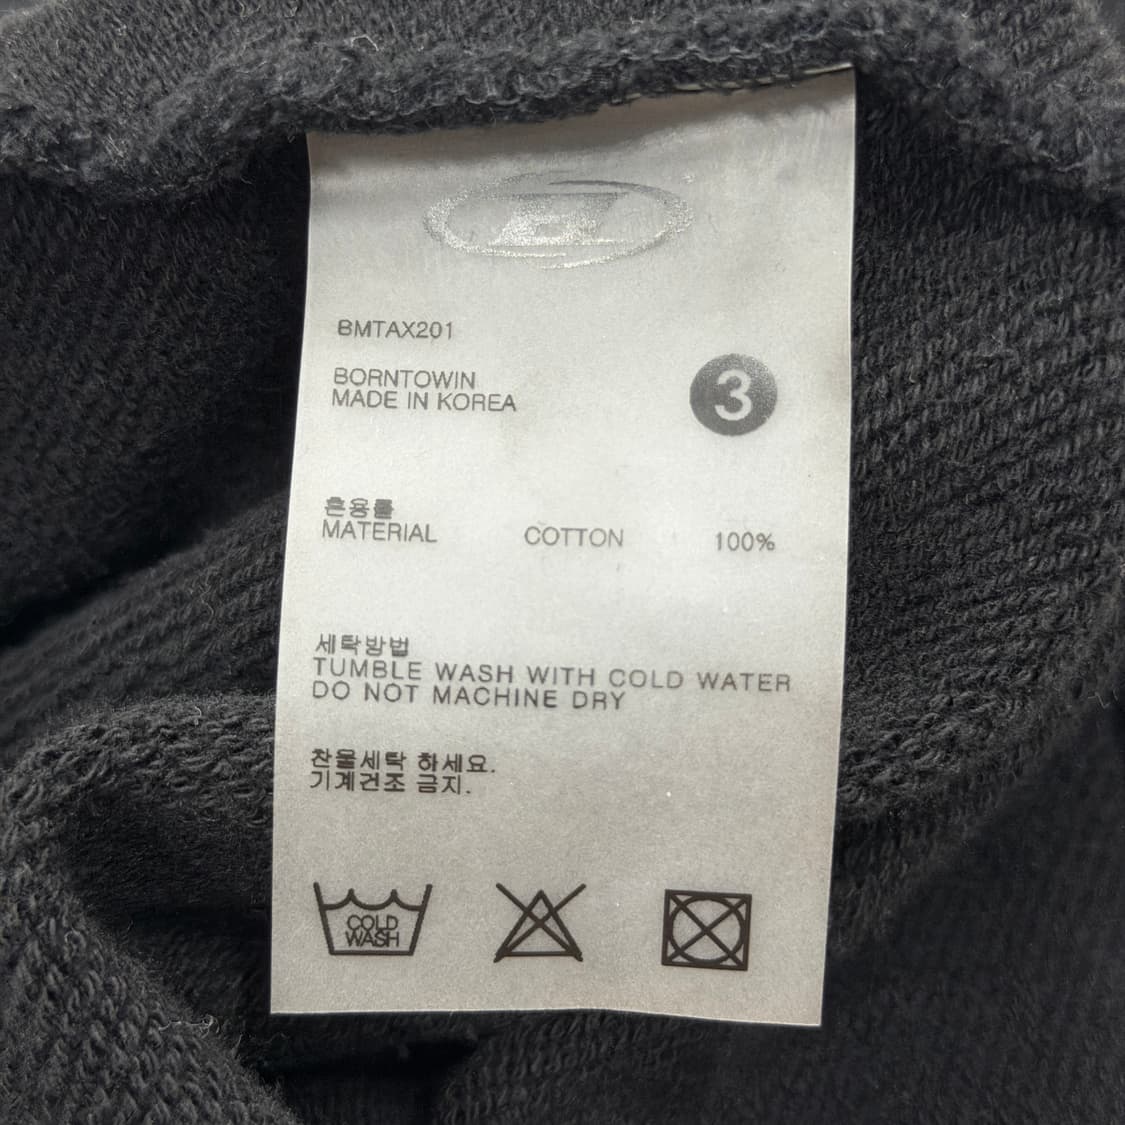 BMTAX201
BORNTOWIN
MADE IN KOREA
3
혼용률
MATERIAL COTTON 100%
세탁방법
TUMBLE WASH WITH COLD WATER
DO NOT MACHINE DRY
찬물세탁 하세요.
기계건조 금지.
COLD
WASH